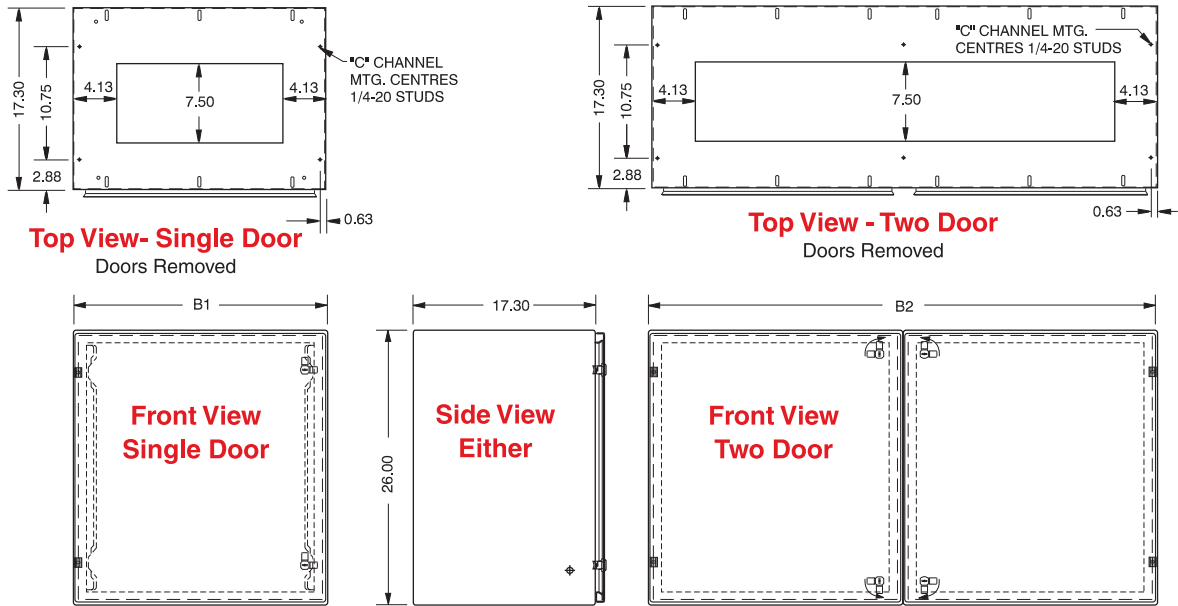 17.30
10.75
2.88
4.13
7.50
4.13
"C" CHANNEL
MTG. CENTRES
1/4-20 STUDS
0.63
Top View- Single Door
Doors Removed
17.30
10.75
2.88
4.13
7.50
4.13
"C" CHANNEL MTG.
CENTRES 1/4-20 STUDS
0.63
Top View - Two Door
Doors Removed
B1
Front View
Single Door
17.30
26.00
Side View
Either
B2
Front View
Two Door